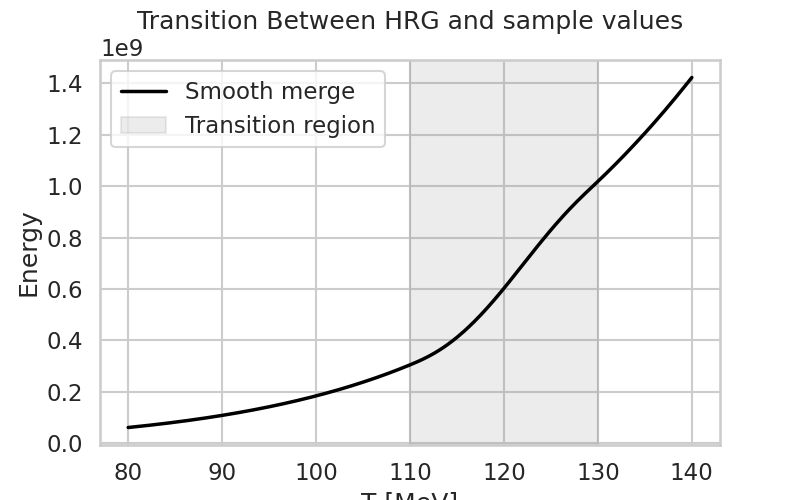 Transition Between HRG and sample values
1e9
Smooth merge
Transition region
Energy
1.4
1.2
1.0
0.8
0.6
0.4
0.2
0.0
80 90 100 110 120 130 140
T [MeV]